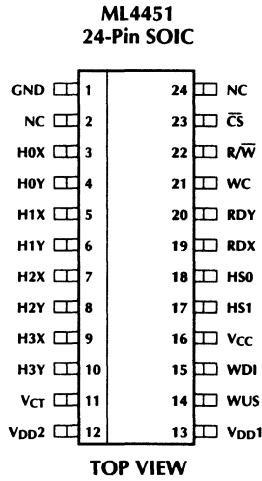 ML4451
24-Pin SOIC
GND 1 24 NC
NC 2 23 C̅S̅
H0X 3 22 R/W̅
H0Y 4 21 WC
H1X 5 20 RDY
H1Y 6 19 RDX
H2X 7 18 HS0
H2Y 8 17 HS1
H3X 9 16 VCC
H3Y 10 15 WDI
VCT 11 14 WUS
VDD2 12 13 VDD1
TOP VIEW